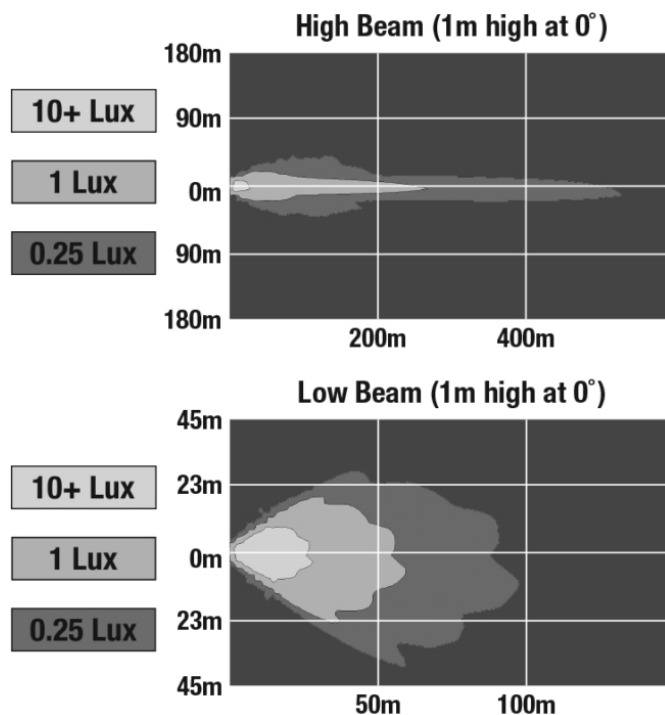 High Beam (1m high at 0˚)
180m
10+ Lux
90m
1 Lux
0m
0.25 Lux
90m
180m
200m 400m
Low Beam (1m high at 0˚)
45m
10+ Lux
23m
1 Lux
0m
0.25 Lux
23m
45m
50m 100m